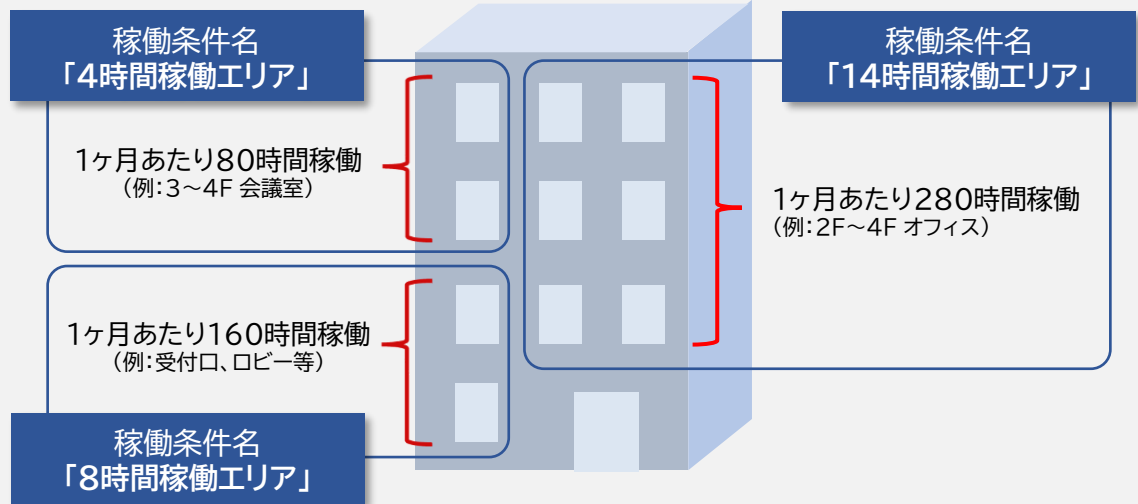 稼働条件名
「4時間稼働エリア」
1ヶ月あたり80時間稼働
(例:3～4F 会議室)
稼働条件名
「14時間稼働エリア」
1ヶ月あたり280時間稼働
(例:2F～4F オフィス)
1ヶ月あたり160時間稼働
(例:受付口、ロビー等)
稼働条件名
「8時間稼働エリア」